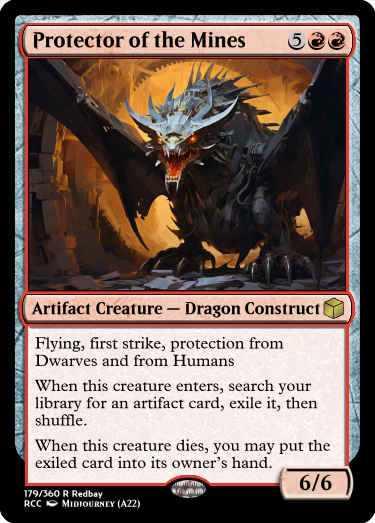 Protector of the Mines 5
Artifact Creature — Dragon Construct
Flying, first strike, protection from
Dwarves and from Humans
When this creature enters, search your
library for an artifact card, exile it, then
shuffle.
When this creature dies, you may put the
exiled card into its owner's hand.
6/6
179/360 R Redbay
RCC Midjourney (A22)